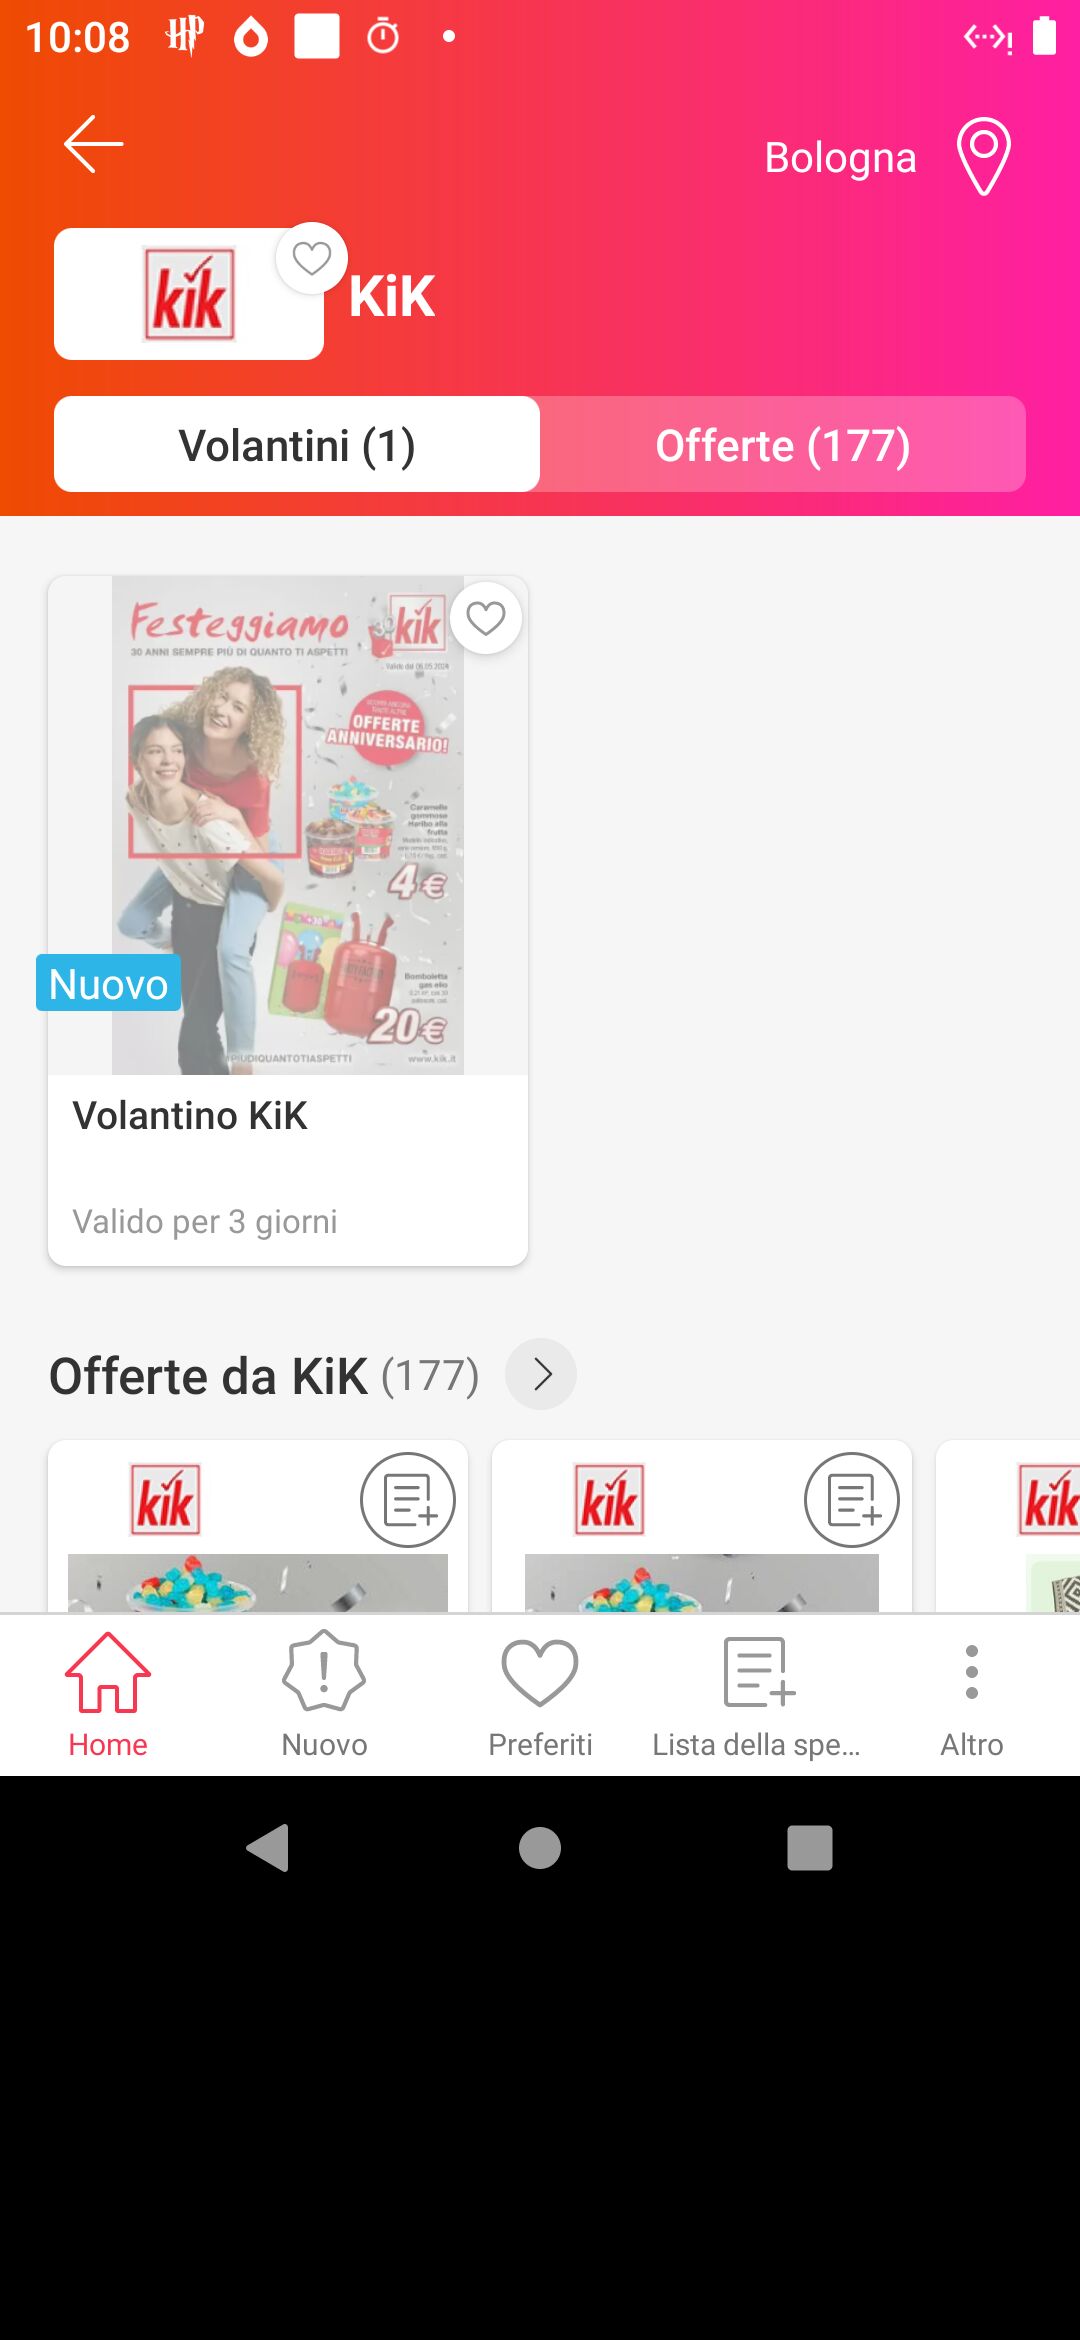 10:08
Bologna
kik
KiK
Volantini (1)
Offerte (177)
Festeggiamo
30 ANNI SEMPRE PIÙ DI QUANTO TI ASPETTI
30
kik
Valido dal 06.05.2024
OFFERTE
ANNIVERSARIO!
Caramelle
gommose
Haribo alla
frutta
4€
Bomboletta
gas elio
20€
#PIUDIQUANTOTIASPETTI
www.kik.it
Nuovo
Volantino KiK
Valido per 3 giorni
Offerte da KiK (177)
kik
kik
kik
Home
Nuovo
Preferiti
Lista della spe...
Altro